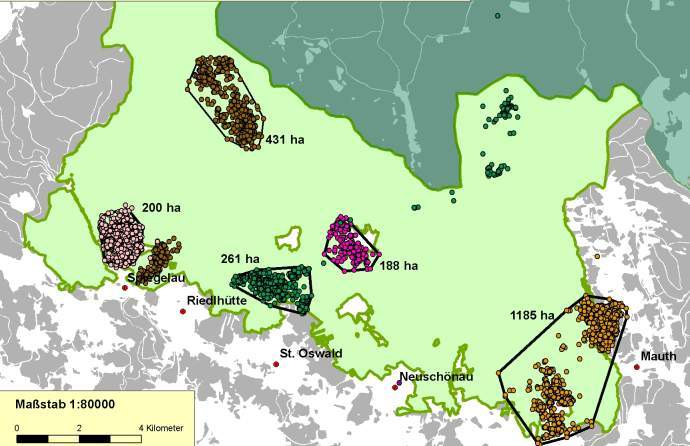 431 ha
200 ha
261 ha
188 ha
Spiegelau
Riedlhütte
1185 ha
St. Oswald
Mauth
Neuschönau
Maßstab 1:80000
0 2 4 Kilometer